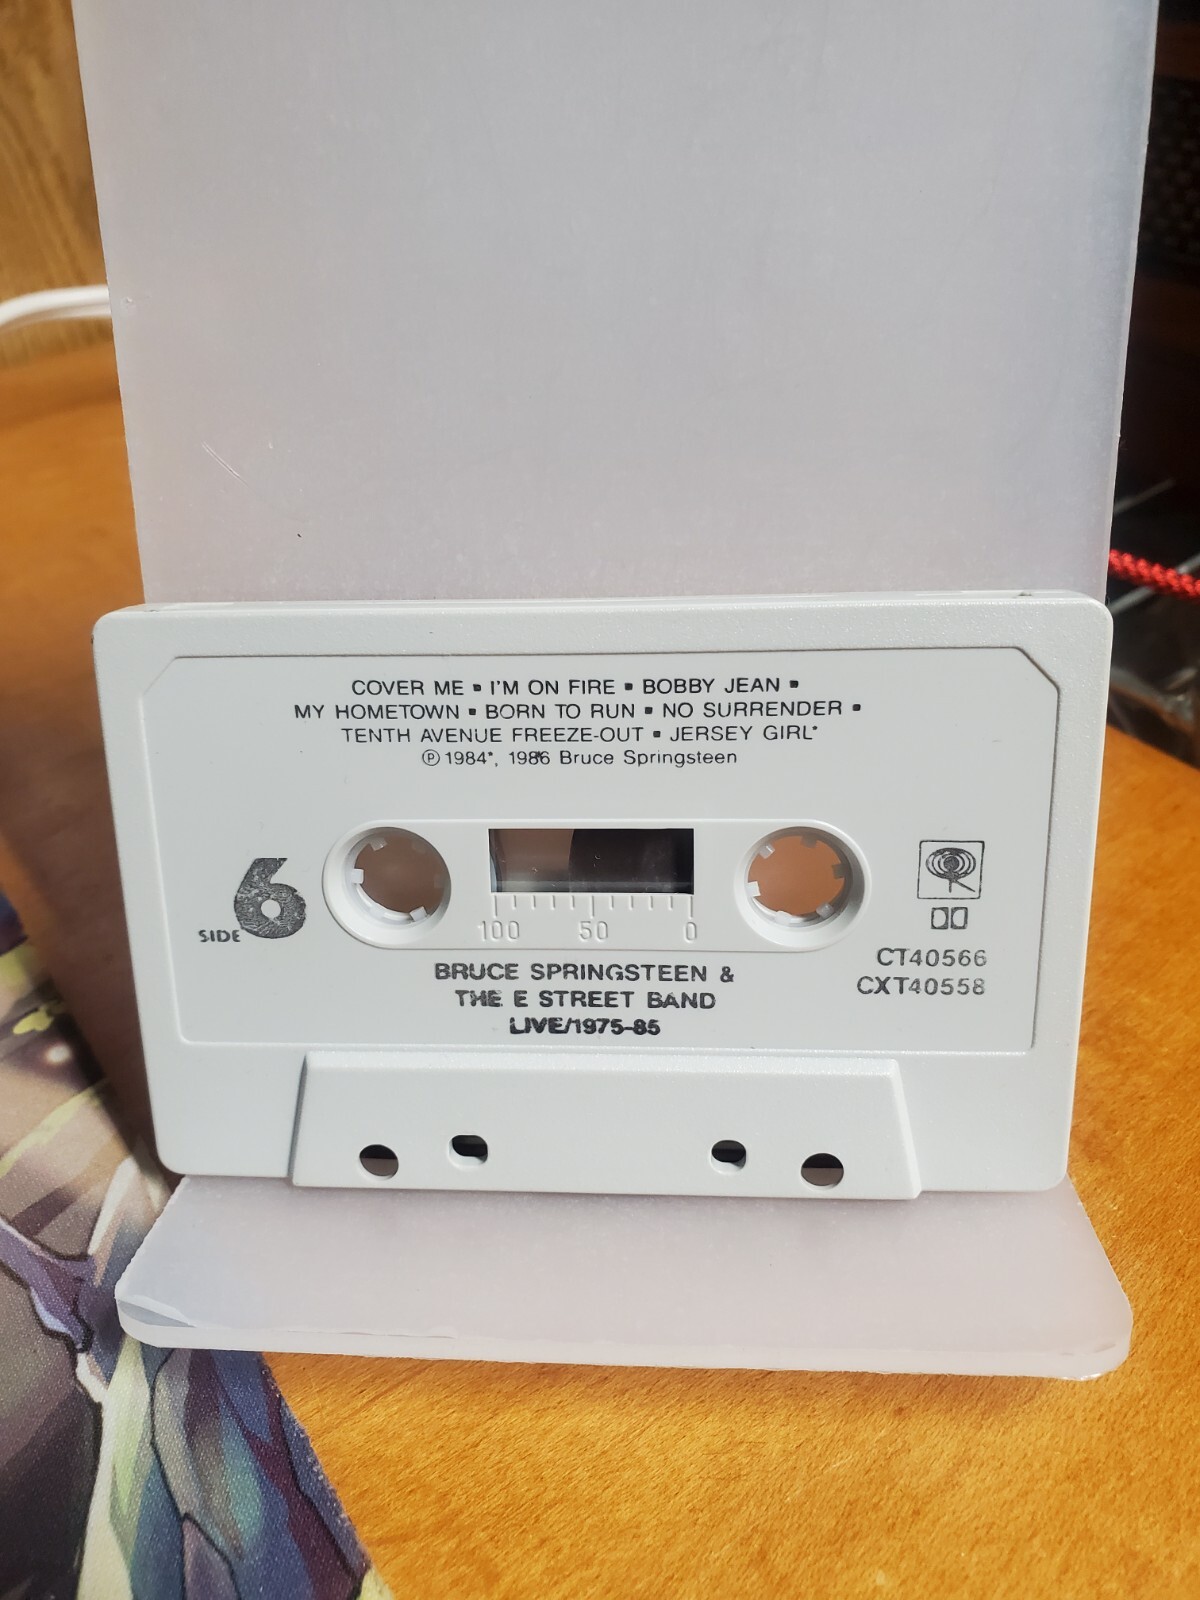 COVER ME ▪ I'M ON FIRE ▪ BOBBY JEAN ▪
MY HOMETOWN ▪ BORN TO RUN ▪ NO SURRENDER ▪
TENTH AVENUE FREEZE-OUT ▪ JERSEY GIRL*
℗ 1984*, 1986 Bruce Springsteen
SIDE 6
100 50 0
CT40566
CXT40558
BRUCE SPRINGSTEEN &
THE E STREET BAND
LIVE/1975-85